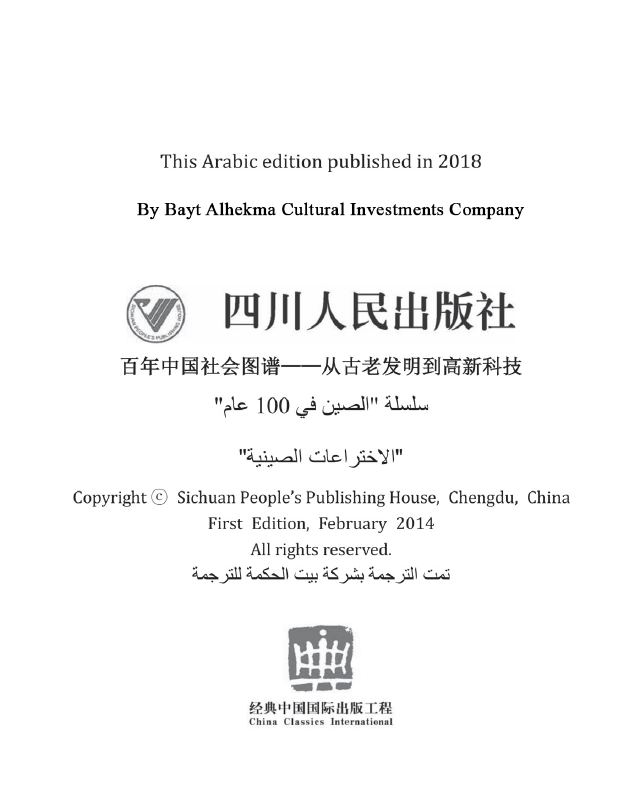 This Arabic edition published in 2018
By Bayt Alhekma Cultural Investments Company
SICHUAN PEOPLE'S PUBLISHING HOUSE
四川人民出版社
百年中国社会图谱——从古老发明到高新科技
سلسلة "الصين في 100 عام"
"الاختراعات الصينية"
Copyright ⓒ Sichuan People’s Publishing House, Chengdu, China
First Edition, February 2014
All rights reserved.
تمت الترجمة بشركة بيت الحكمة للترجمة
经典中国国际出版工程
China Classics International